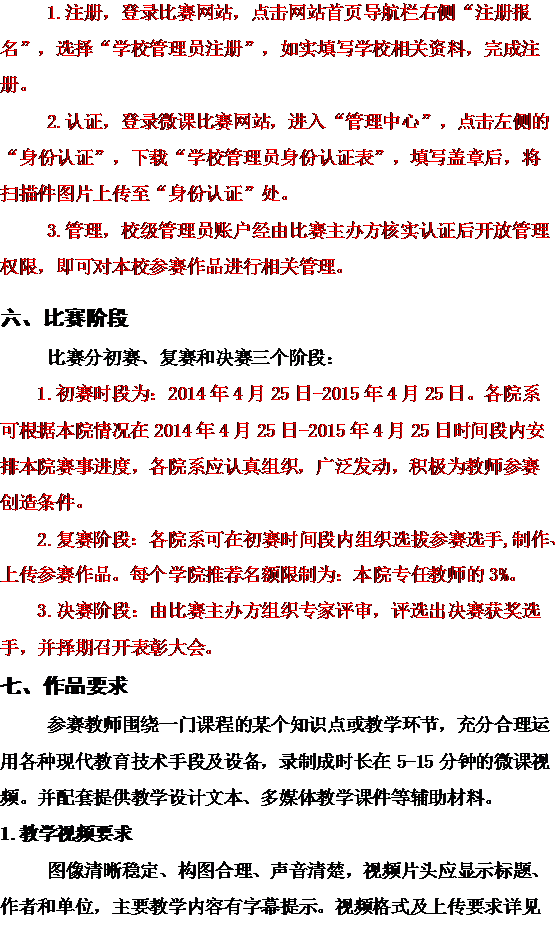 1.注册，登录比赛网站，点击网站首页导航栏右侧“注册报
名”，选择“学校管理员注册”，如实填写学校相关资料，完成注
册。
2.认证，登录微课比赛网站，进入“管理中心”，点击左侧的
“身份认证”，下载“学校管理员身份认证表”，填写盖章后，将
扫描件图片上传至“身份认证”处。
3.管理，校级管理员账户经由比赛主办方核实认证后开放管理
权限，即可对本校参赛作品进行相关管理。
六、比赛阶段
比赛分初赛、复赛和决赛三个阶段：
1.初赛时段为：2014年4月25日-2015年4月25日。各院系
可根据本院情况在2014年4月25日-2015年4月25日时间段内安
排本院赛事进度，各院系应认真组织，广泛发动，积极为教师参赛
创造条件。
2.复赛阶段：各院系可在初赛时间段内组织选拔参赛选手,制作、
上传参赛作品。每个学院推荐名额限制为：本院专任教师的3%。
3.决赛阶段：由比赛主办方组织专家评审，评选出决赛获奖选
手，并择期召开表彰大会。
七、作品要求
参赛教师围绕一门课程的某个知识点或教学环节，充分合理运
用各种现代教育技术手段及设备，录制成时长在5-15分钟的微课视
频。并配套提供教学设计文本、多媒体教学课件等辅助材料。
1.教学视频要求
图像清晰稳定、构图合理、声音清楚，视频片头应显示标题、
作者和单位，主要教学内容有字幕提示。视频格式及上传要求详见